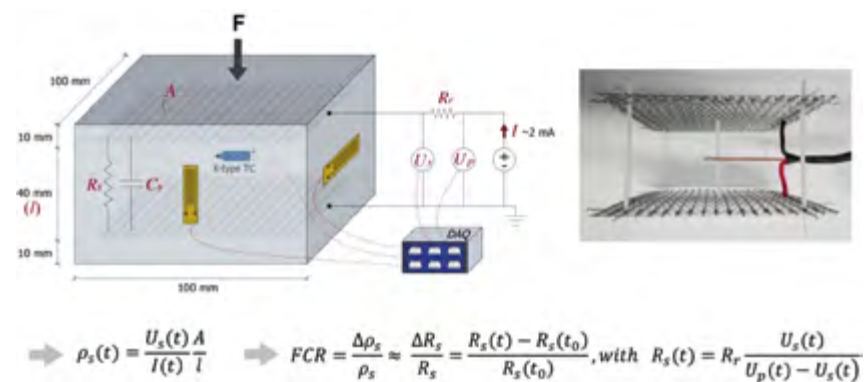 F
100 mm
A
10 mm
R_r
I ~2 mA
K-type TC
R_s
C_s
U_s
U_p
40 mm
(l)
10 mm
DAQ
100 mm
ρ_s(t) = U_s(t)/I(t) A/l
FCR = Δρ_s/ρ_s ≈ ΔR_s/R_s = (R_s(t) − R_s(t_0))/R_s(t_0), with R_s(t) = R_r U_s(t)/(U_p(t) − U_s(t))